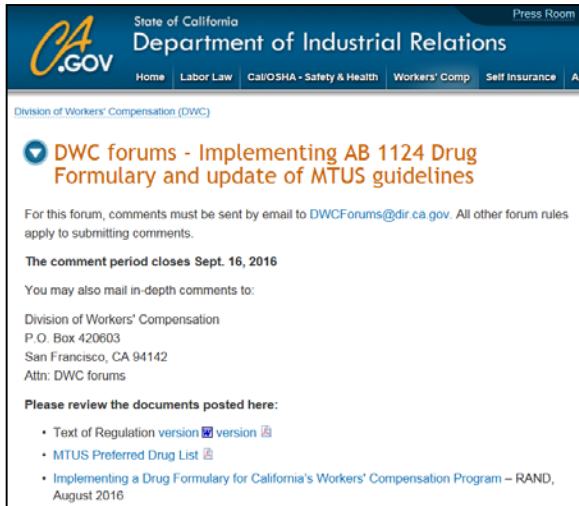 CA
.GOV
State of California
Department of Industrial Relations
Press Room
Home Labor Law Cal/OSHA - Safety & Health Workers' Comp Self Insurance A
Division of Workers' Compensation (DWC)
DWC forums - Implementing AB 1124 Drug
Formulary and update of MTUS guidelines
For this forum, comments must be sent by email to DWCForums@dir.ca.gov. All other forum rules
apply to submitting comments.
The comment period closes Sept. 16, 2016
You may also mail in-depth comments to:
Division of Workers' Compensation
P.O. Box 420603
San Francisco, CA 94142
Attn: DWC forums
Please review the documents posted here:
• Text of Regulation version version
• MTUS Preferred Drug List
• Implementing a Drug Formulary for California's Workers' Compensation Program – RAND,
August 2016